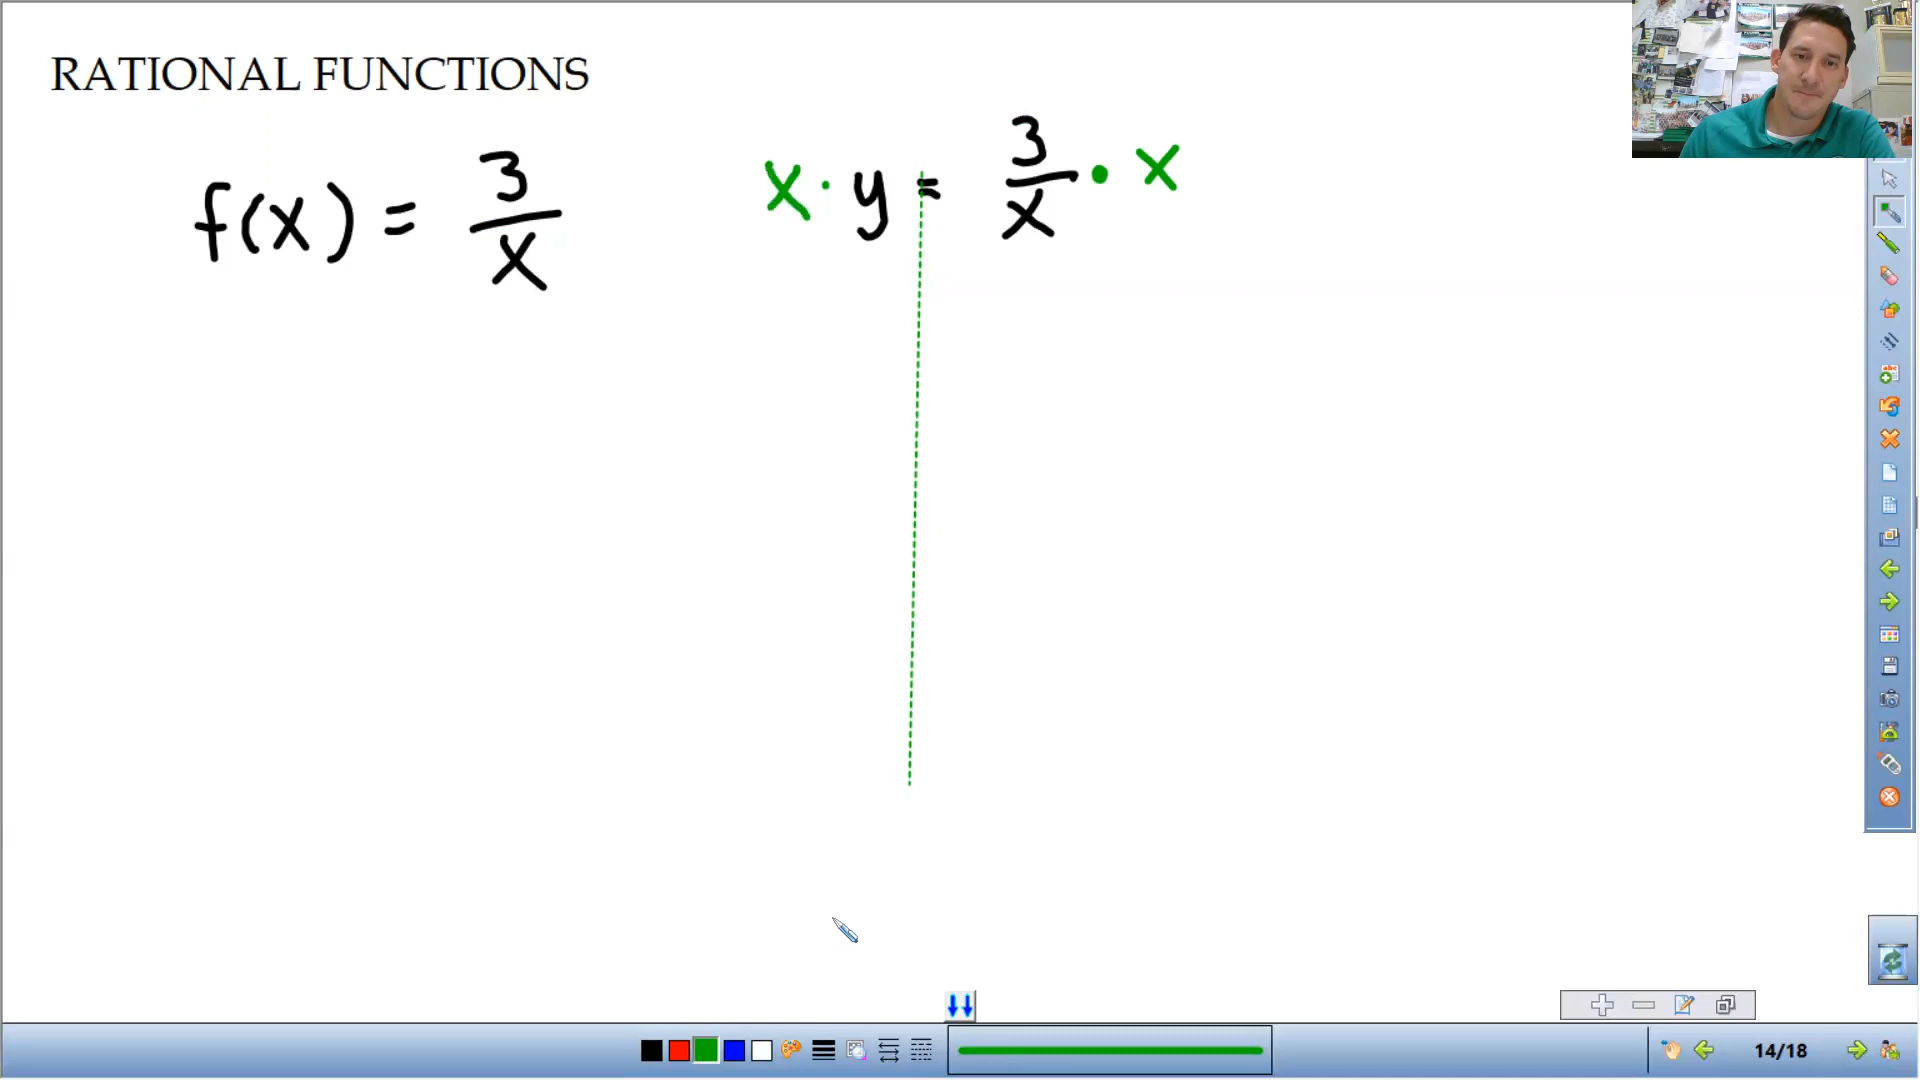 RATIONAL FUNCTIONS
f(x) = 3/x
x · y = 3/x · x
14/18